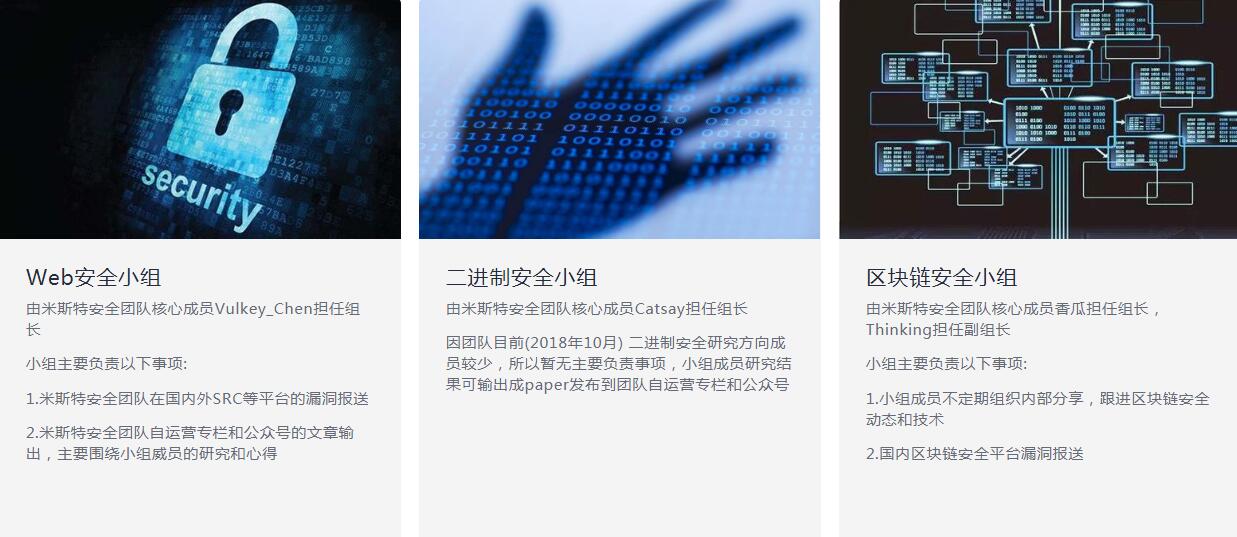 security
Web安全小组
由米斯特安全团队核心成员Vulkey_Chen担任组
长
小组主要负责以下事项:
1.米斯特安全团队在国内外SRC等平台的漏洞报送
2.米斯特安全团队自运营专栏和公众号的文章输
出，主要围绕小组威员的研究和心得
二进制安全小组
由米斯特安全团队核心成员Catsay担任组长
因团队目前(2018年10月) 二进制安全研究方向成
员较少，所以暂无主要负责事项，小组成员研究结
果可输出成paper发布到团队自运营专栏和公众号
区块链安全小组
由米斯特安全团队核心成员香瓜担任组长，
Thinking担任副组长
小组主要负责以下事项:
1.小组成员不定期组织内部分享，跟进区块链安全
动态和技术
2.国内区块链安全平台漏洞报送